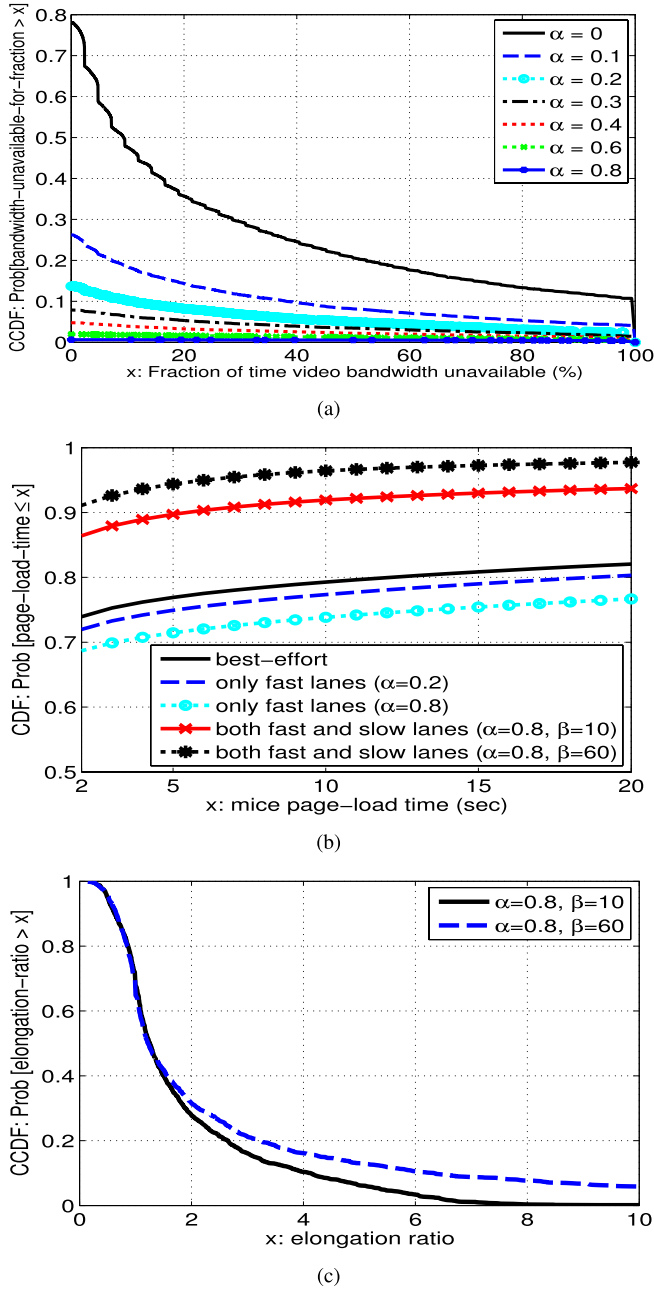 CCDF: Prob[bandwidth-unavailable-for-fraction > x]
0.8
0.7
0.6
0.5
0.4
0.3
0.2
0.1
0
α = 0
α = 0.1
α = 0.2
α = 0.3
α = 0.4
α = 0.6
α = 0.8
0 20 40 60 80 100
x: Fraction of time video bandwidth unavailable (%)
(a)
CDF: Prob [page-load-time ≤ x]
1
0.9
0.8
0.7
0.6
0.5
best-effort
only fast lanes (α=0.2)
only fast lanes (α=0.8)
both fast and slow lanes (α=0.8, β=10)
both fast and slow lanes (α=0.8, β=60)
2 5 10 15 20
x: mice page-load time (sec)
(b)
CCDF: Prob [elongation-ratio > x]
1
0.8
0.6
0.4
0.2
0
α=0.8, β=10
α=0.8, β=60
0 2 4 6 8 10
x: elongation ratio
(c)